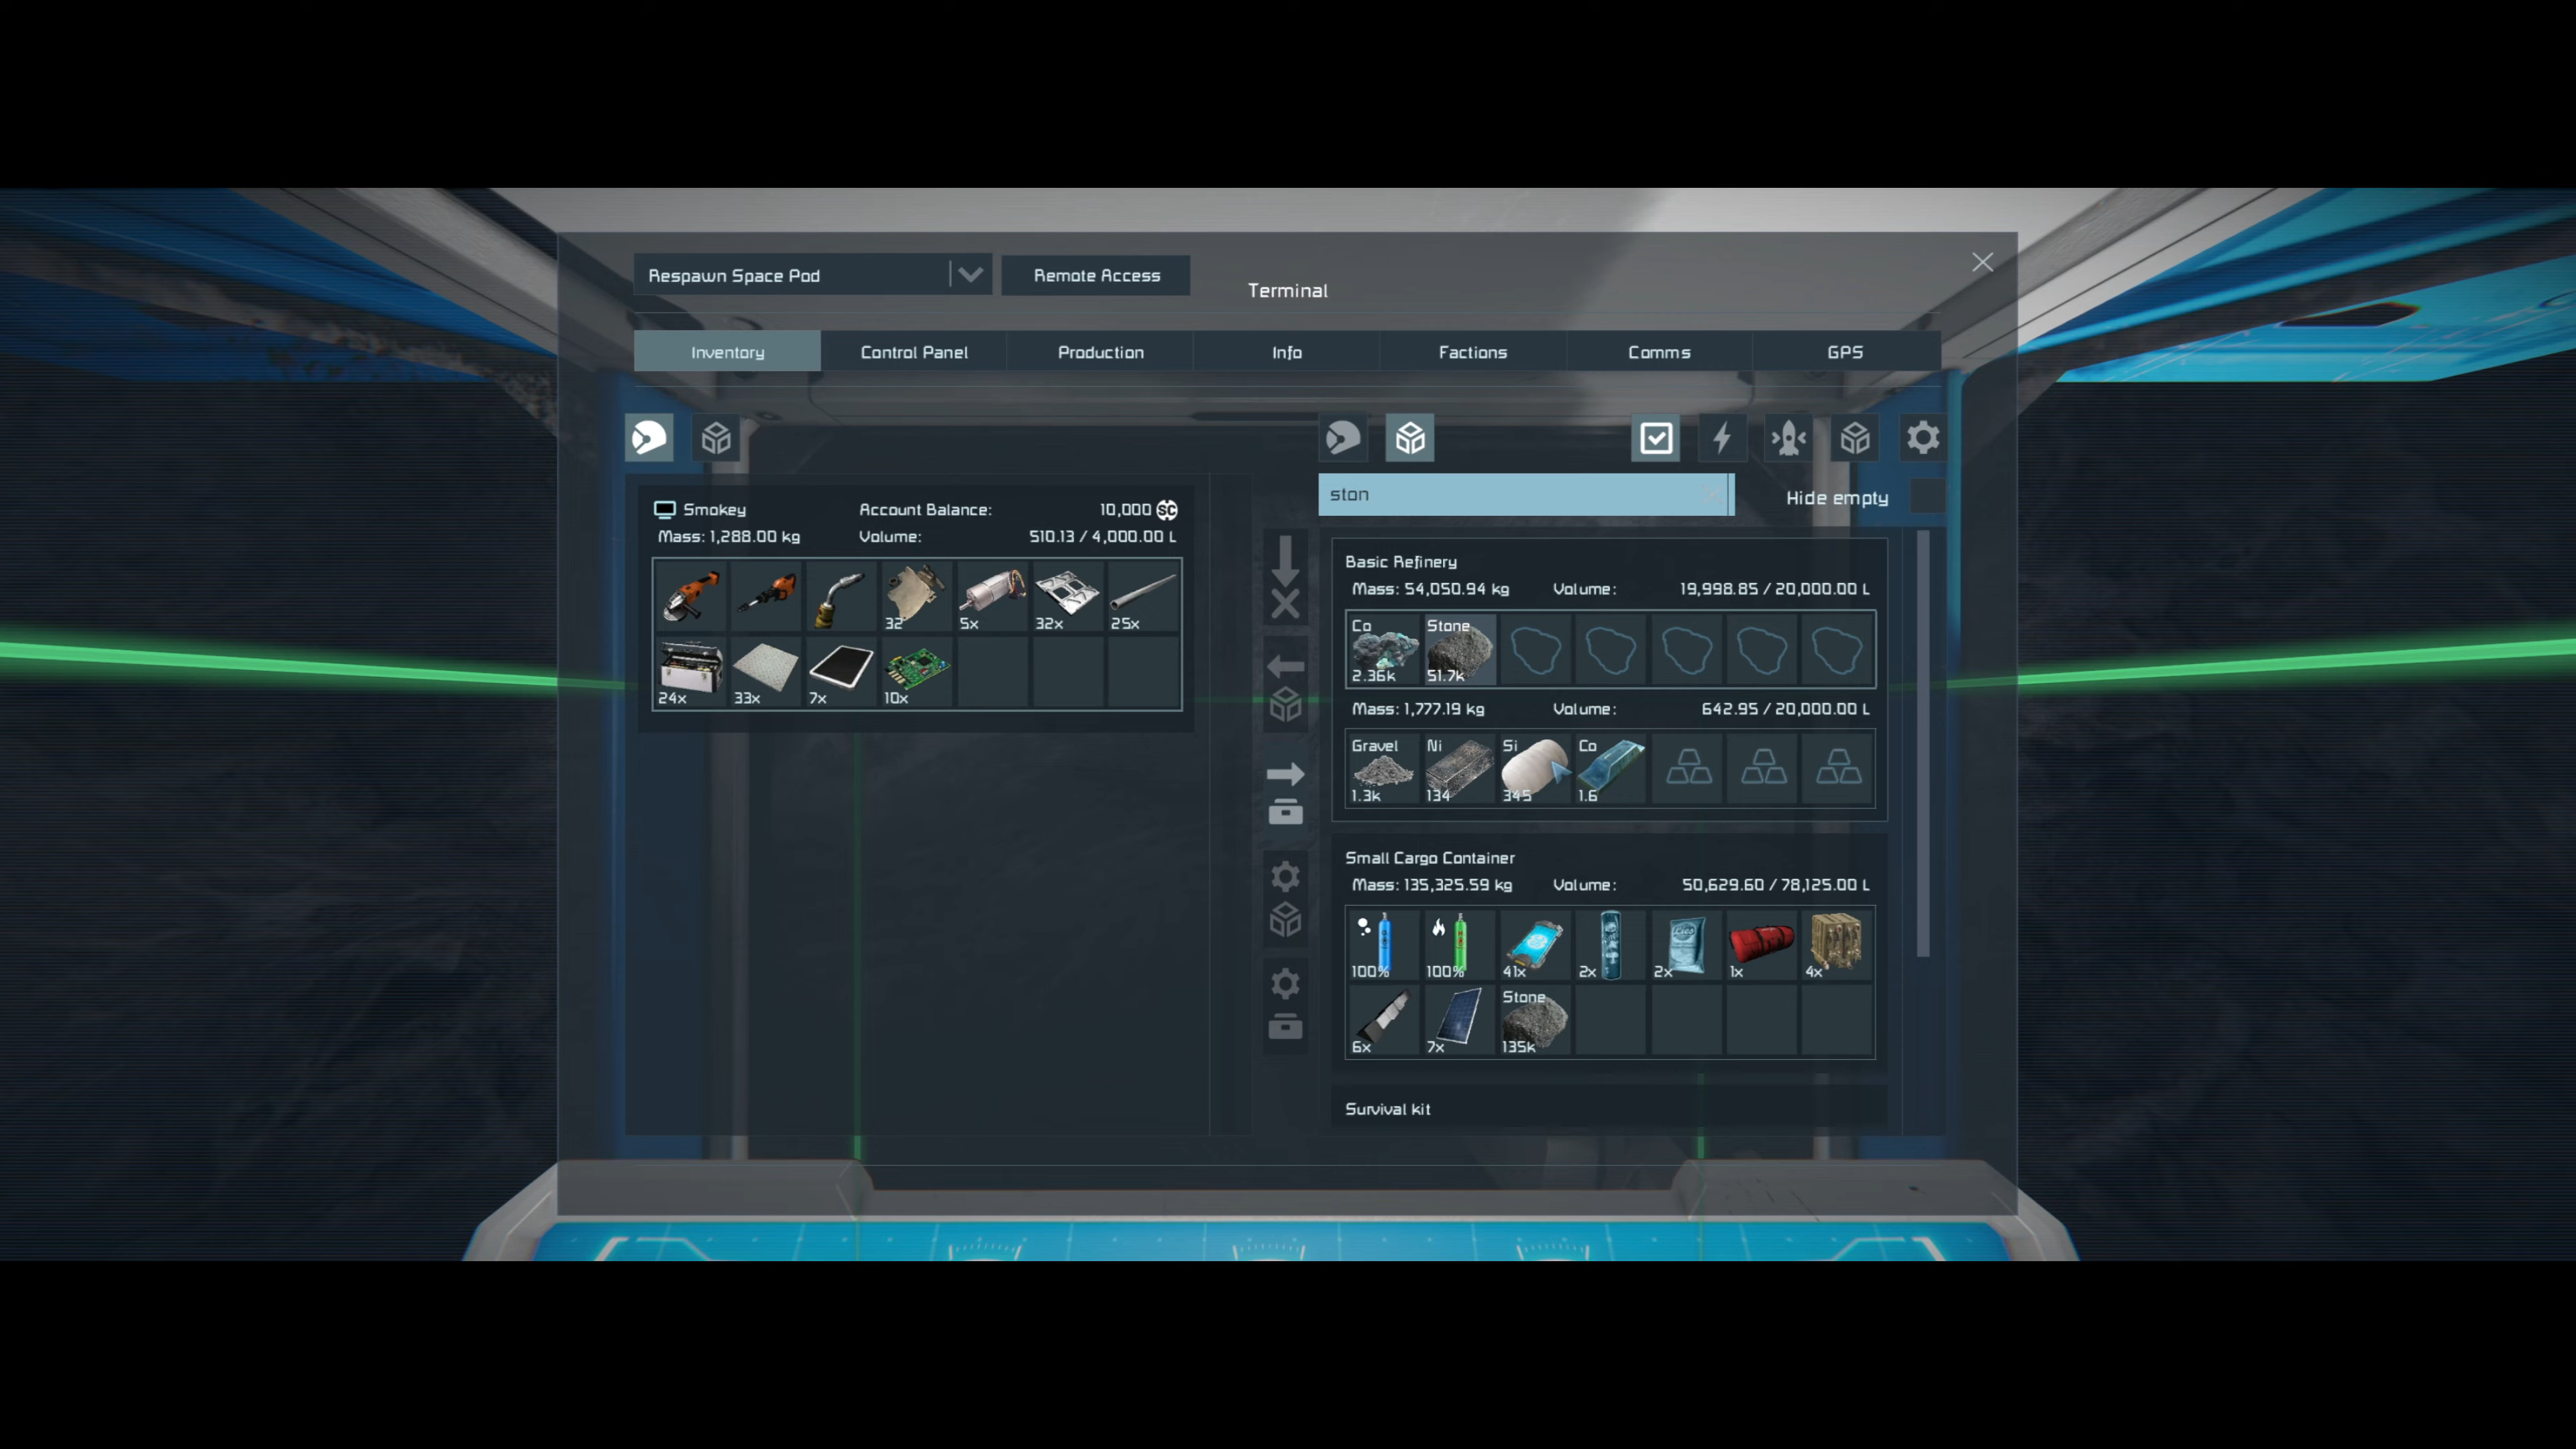 Respawn Space Pod
Remote Access
Terminal
Inventory
Control Panel
Production
Info
Factions
Comms
GPS
Smokey
Account Balance:
10,000 SC
Mass: 1,288.00 kg
Volume:
510.13 / 4,000.00 L
32
5x
32x
25x
24x
33x
7x
10x
ston
Hide empty
Basic Refinery
Mass: 54,050.94 kg
Volume:
19,998.85 / 20,000.00 L
Co
Stone
2.36k
51.7k
Mass: 1,777.19 kg
Volume:
642.95 / 20,000.00 L
Gravel
Ni
Si
Co
1.3k
134
345
1.6
Small Cargo Container
Mass: 135,325.59 kg
Volume:
50,629.60 / 78,125.00 L
100%
100%
41x
2x
2x
1x
4x
Stone
6x
7x
135k
Survival kit